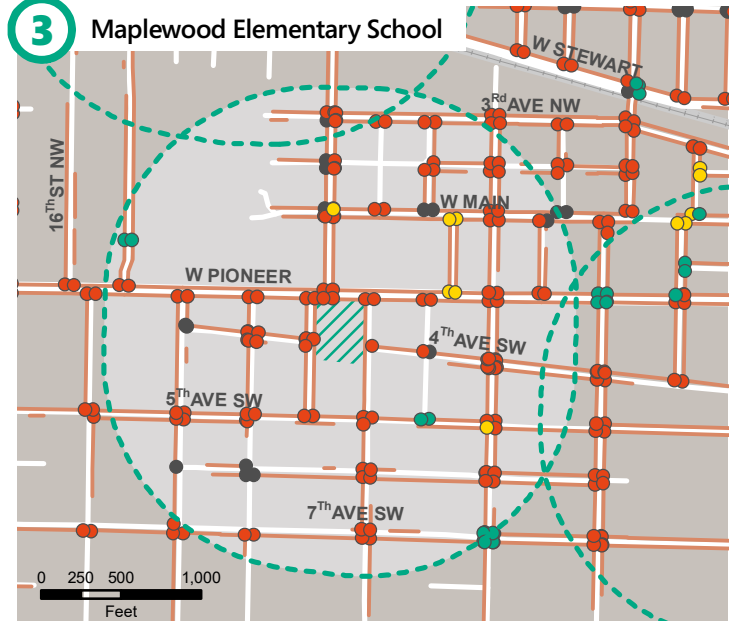 3 Maplewood Elementary School
W STEWART
3Rd AVE NW
16Th ST NW
W MAIN
W PIONEER
4Th AVE SW
5Th AVE SW
7Th AVE SW
0 250 500 1,000
Feet